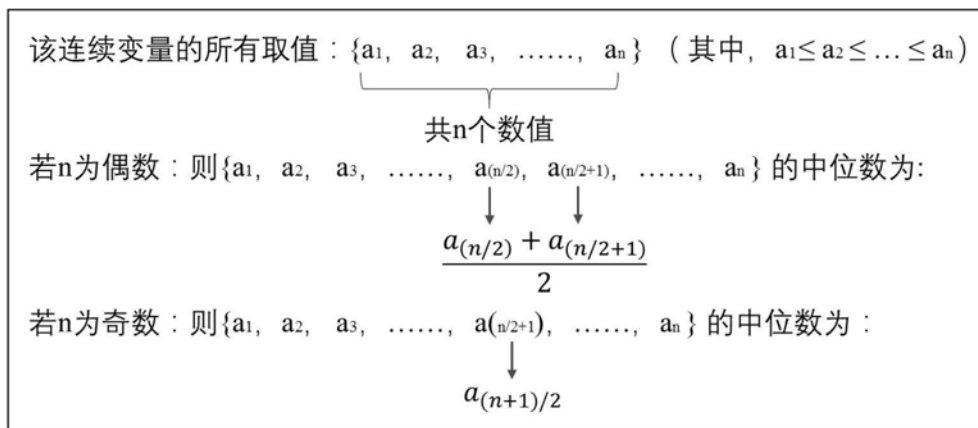 该连续变量的所有取值：{a₁, a₂, a₃, ……, aₙ}（其中, a₁≤ a₂ ≤ … ≤ aₙ）
共n个数值
若n为偶数：则{a₁, a₂, a₃, ……, a(n/2), a(n/2+1), ……, aₙ} 的中位数为:
a(n/2) + a(n/2+1)
2
若n为奇数：则{a₁, a₂, a₃, ……, a(n/2+1), ……, aₙ} 的中位数为：
a(n+1)/2